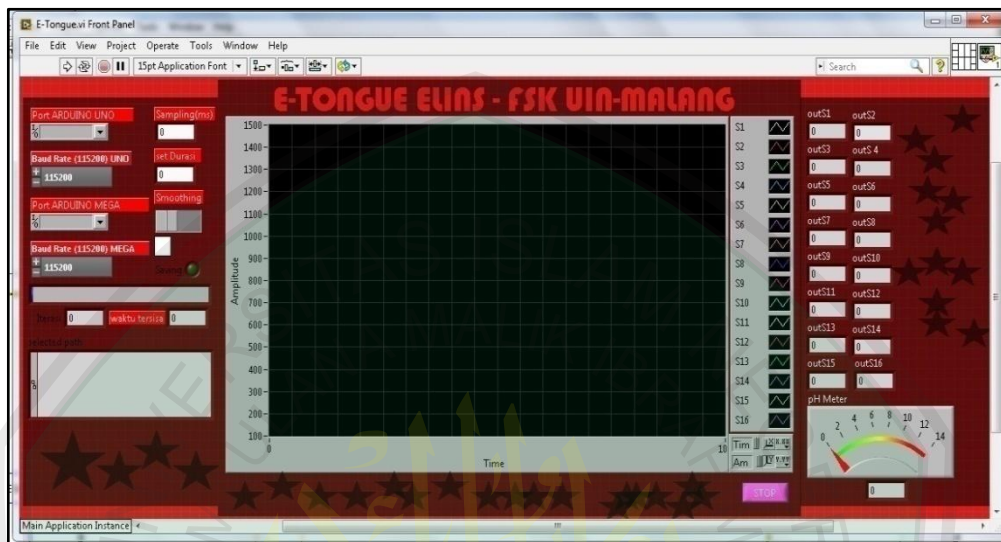 E-Tongue.vi Front Panel
File Edit View Project Operate Tools Window Help
15pt Application Font
Search
E-TONGUE ELINS - FSK UIN-MALANG
Port ARDUINO UNO
Sampling(ms)
0
Baud Rate (115200) UNO
115200
set Durasi
0
Port ARDUINO MEGA
Smoothing
Baud Rate (115200) MEGA
115200
0
waktu tersisa
0
selected path
Amplitude
1500
1400
1300
1200
1100
1000
900
800
700
600
500
400
300
200
100
0
10
Time
S1
S2
S3
S4
S5
S6
S7
S8
S9
S10
S11
S12
S13
S14
S15
S16
Tim
Am
STOP
outS1 outS2
0 0
outS3 outS 4
0 0
outS5 outS6
0 0
outS7 outS8
0 0
outS9 outS10
0 0
outS11 outS12
0 0
outS13 outS14
0 0
outS15 outS16
0 0
pH Meter
0 2 4 6 8 10 12 14
0
Main Application Instance